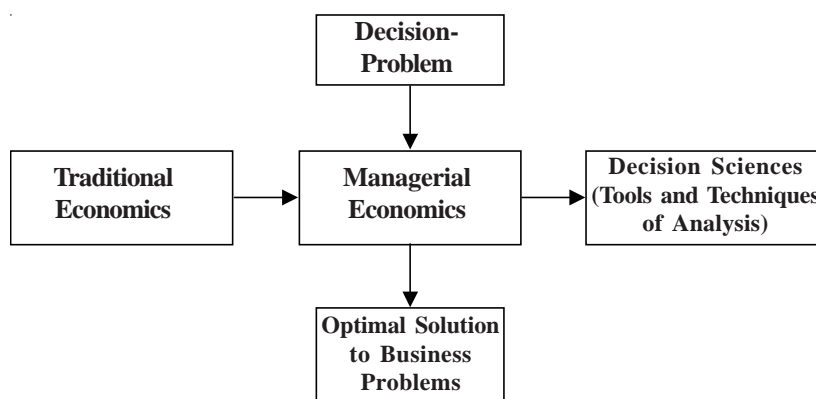 Decision-
Problem
Traditional
Economics
Managerial
Economics
Decision Sciences
(Tools and Techniques
of Analysis)
Optimal Solution
to Business
Problems